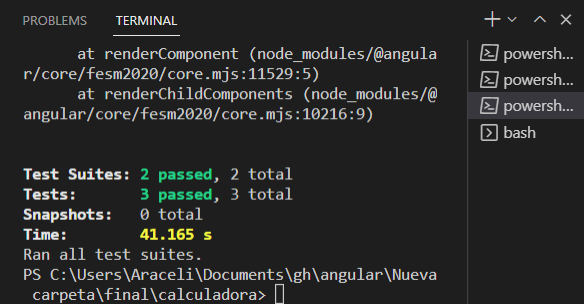 PROBLEMS TERMINAL
at renderComponent (node_modules/@angula
r/core/fesm2020/core.mjs:11529:5)
at renderChildComponents (node_modules/@
angular/core/fesm2020/core.mjs:10216:9)
Test Suites: 2 passed, 2 total
Tests: 3 passed, 3 total
Snapshots: 0 total
Time: 41.165 s
Ran all test suites.
PS C:\Users\Araceli\Documents\gh\angular\Nueva
carpeta\final\calculadora>
powersh...
powersh...
powersh...
bash